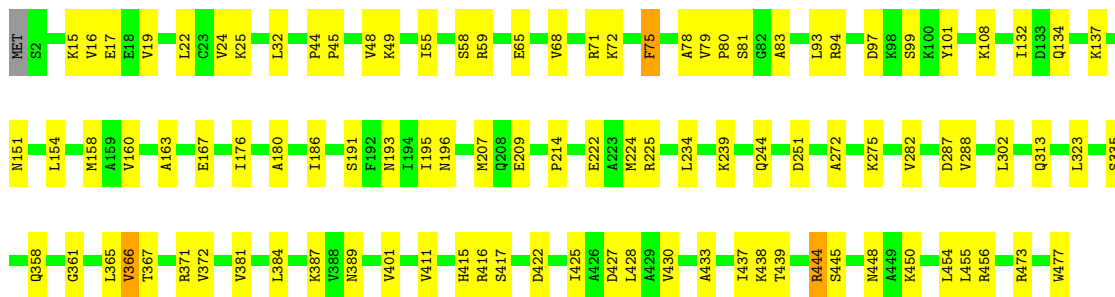 MET S2 K15 V16 E17 E18 V19 L22 C23 V24 K25 L32 P44 P45 V48 K49 I55 S58 R59 E65 V68 R71 K72 F75 A78 V79 P80 S81 G82 A83 L93 R94 D97 K98 S99 K100 Y101 K108 I132 D133 Q134 K137
N151 L154 M158 A159 V160 A163 E167 I176 A180 I186 S191 F192 N193 I194 I195 N196 M207 Q208 E209 P214 E222 A223 M224 R225 L234 K239 Q244 D251 A272 K275 V282 D287 V288 L302 Q313 L323 S335
Q358 G361 L365 V366 T367 R371 V372 V381 L384 K387 V388 N389 V401 V411 H415 R416 S417 D422 I425 A426 D427 L428 A429 V430 A433 I437 K438 T439 R444 S445 N448 A449 K450 L454 L455 R456 R473 W477